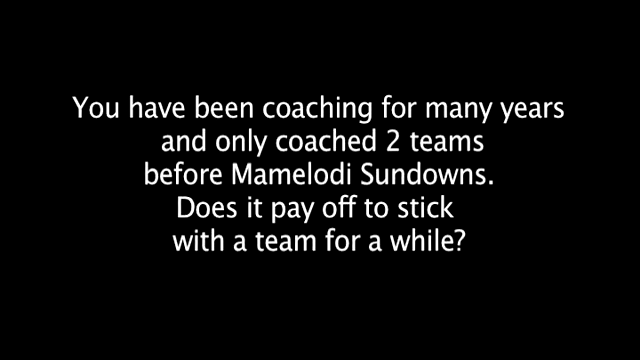 You have been coaching for many years
and only coached 2 teams
before Mamelodi Sundowns.
Does it pay off to stick
with a team for a while?